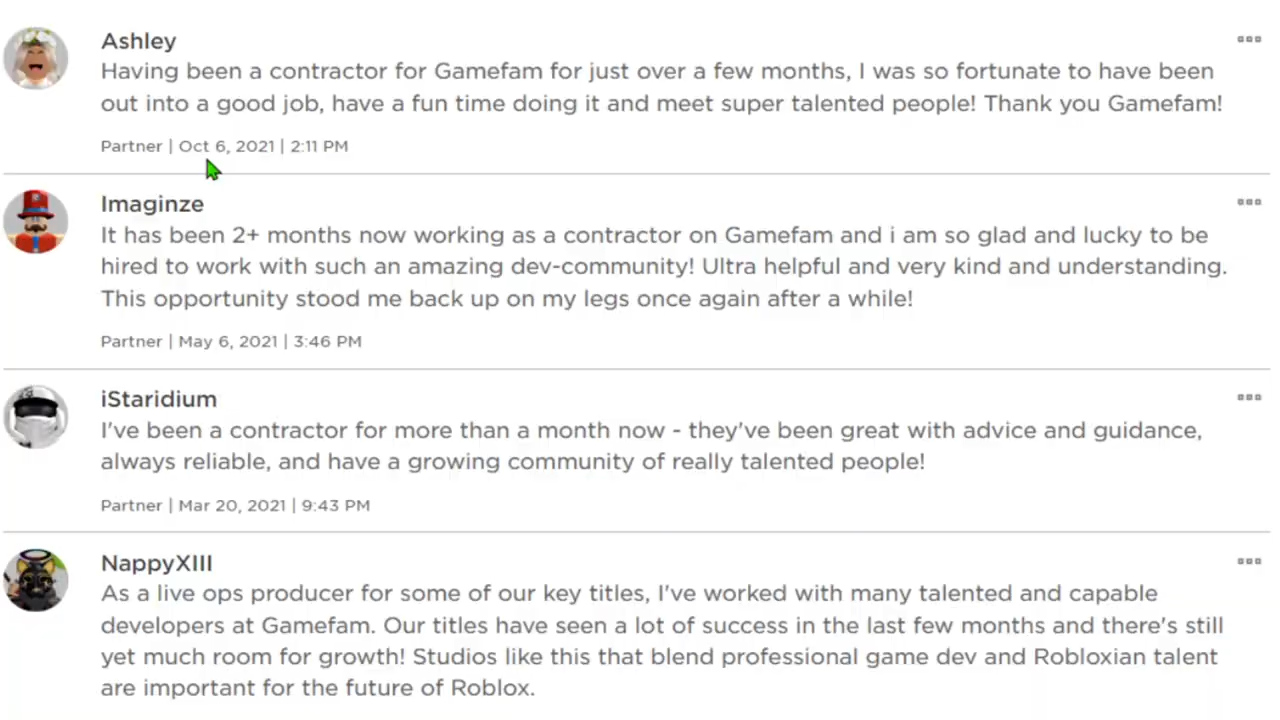 Ashley
Having been a contractor for Gamefam for just over a few months, I was so fortunate to have been
out into a good job, have a fun time doing it and meet super talented people! Thank you Gamefam!
Partner | Oct 6, 2021 | 2:11 PM
Imaginze
It has been 2+ months now working as a contractor on Gamefam and i am so glad and lucky to be
hired to work with such an amazing dev-community! Ultra helpful and very kind and understanding.
This opportunity stood me back up on my legs once again after a while!
Partner | May 6, 2021 | 3:46 PM
iStaridium
I've been a contractor for more than a month now - they've been great with advice and guidance,
always reliable, and have a growing community of really talented people!
Partner | Mar 20, 2021 | 9:43 PM
NappyXIII
As a live ops producer for some of our key titles, I've worked with many talented and capable
developers at Gamefam. Our titles have seen a lot of success in the last few months and there's still
yet much room for growth! Studios like this that blend professional game dev and Robloxian talent
are important for the future of Roblox.